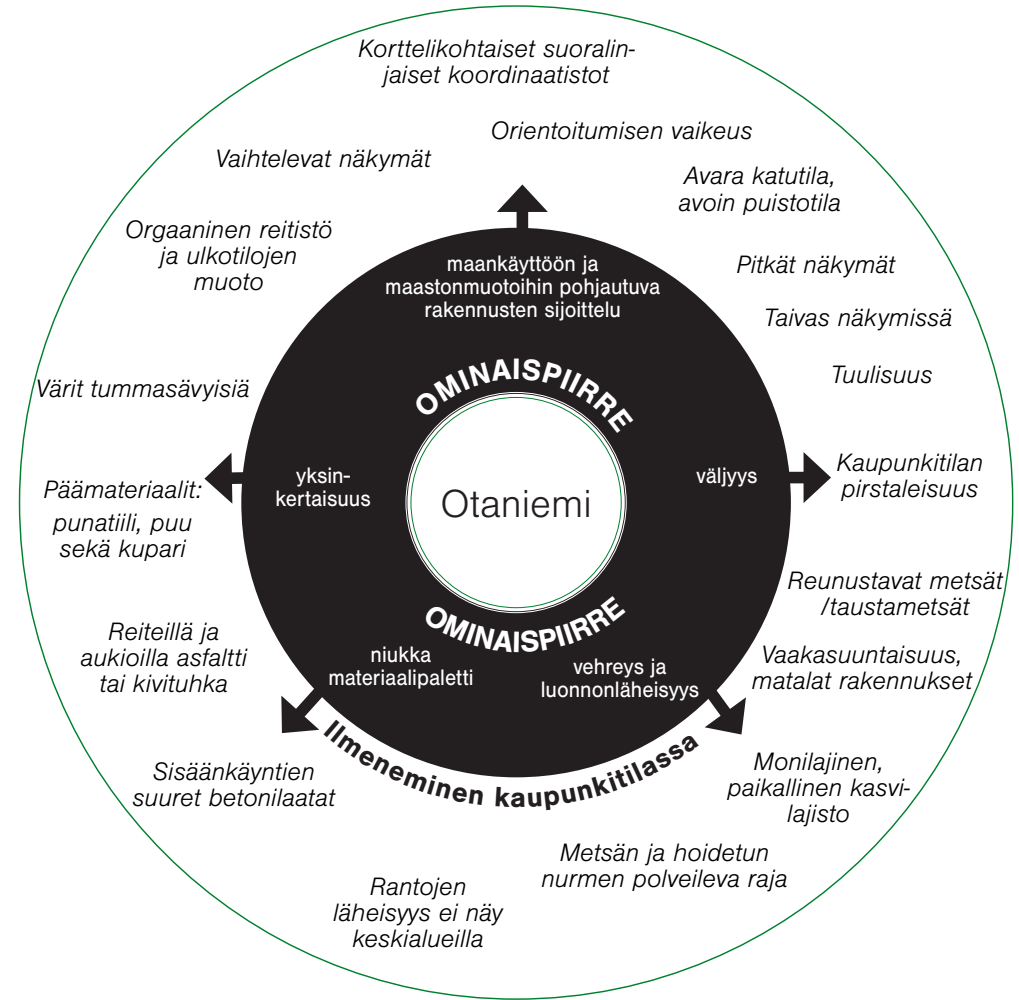 Korttelikohtaiset suoralin-
jaiset koordinaatistot
Orientoitumisen vaikeus
Vaihtelevat näkymät
Avara katutila,
avoin puistotila
Orgaaninen reitistö
ja ulkotilojen
muoto
Pitkät näkymät
maankäyttöön ja
maastonmuotoihin pohjautuva
rakennusten sijoittelu
Taivas näkymissä
Tuulisuus
Värit tummasävyisiä
OMINAISPIIRRE
yksin-
kertaisuus
Otaniemi
väljyys
Kaupunkitilan
pirstaleisuus
Päämateriaalit:
punatiili, puu
sekä kupari
Reunustavat metsät
/taustametsät
OMINAISPIIRRE
Reiteillä ja
aukioilla asfaltti
tai kivituhka
niukka
materiaalipaletti
vehreys ja
luonnonläheisyys
Vaakasuuntaisuus,
matalat rakennukset
Ilmeneminen kaupunkitilassa
Sisäänkäyntien
suuret betonilaatat
Monilajinen,
paikallinen kasvi-
lajisto
Metsän ja hoidetun
nurmen polveileva raja
Rantojen
läheisyys ei näy
keskialueilla